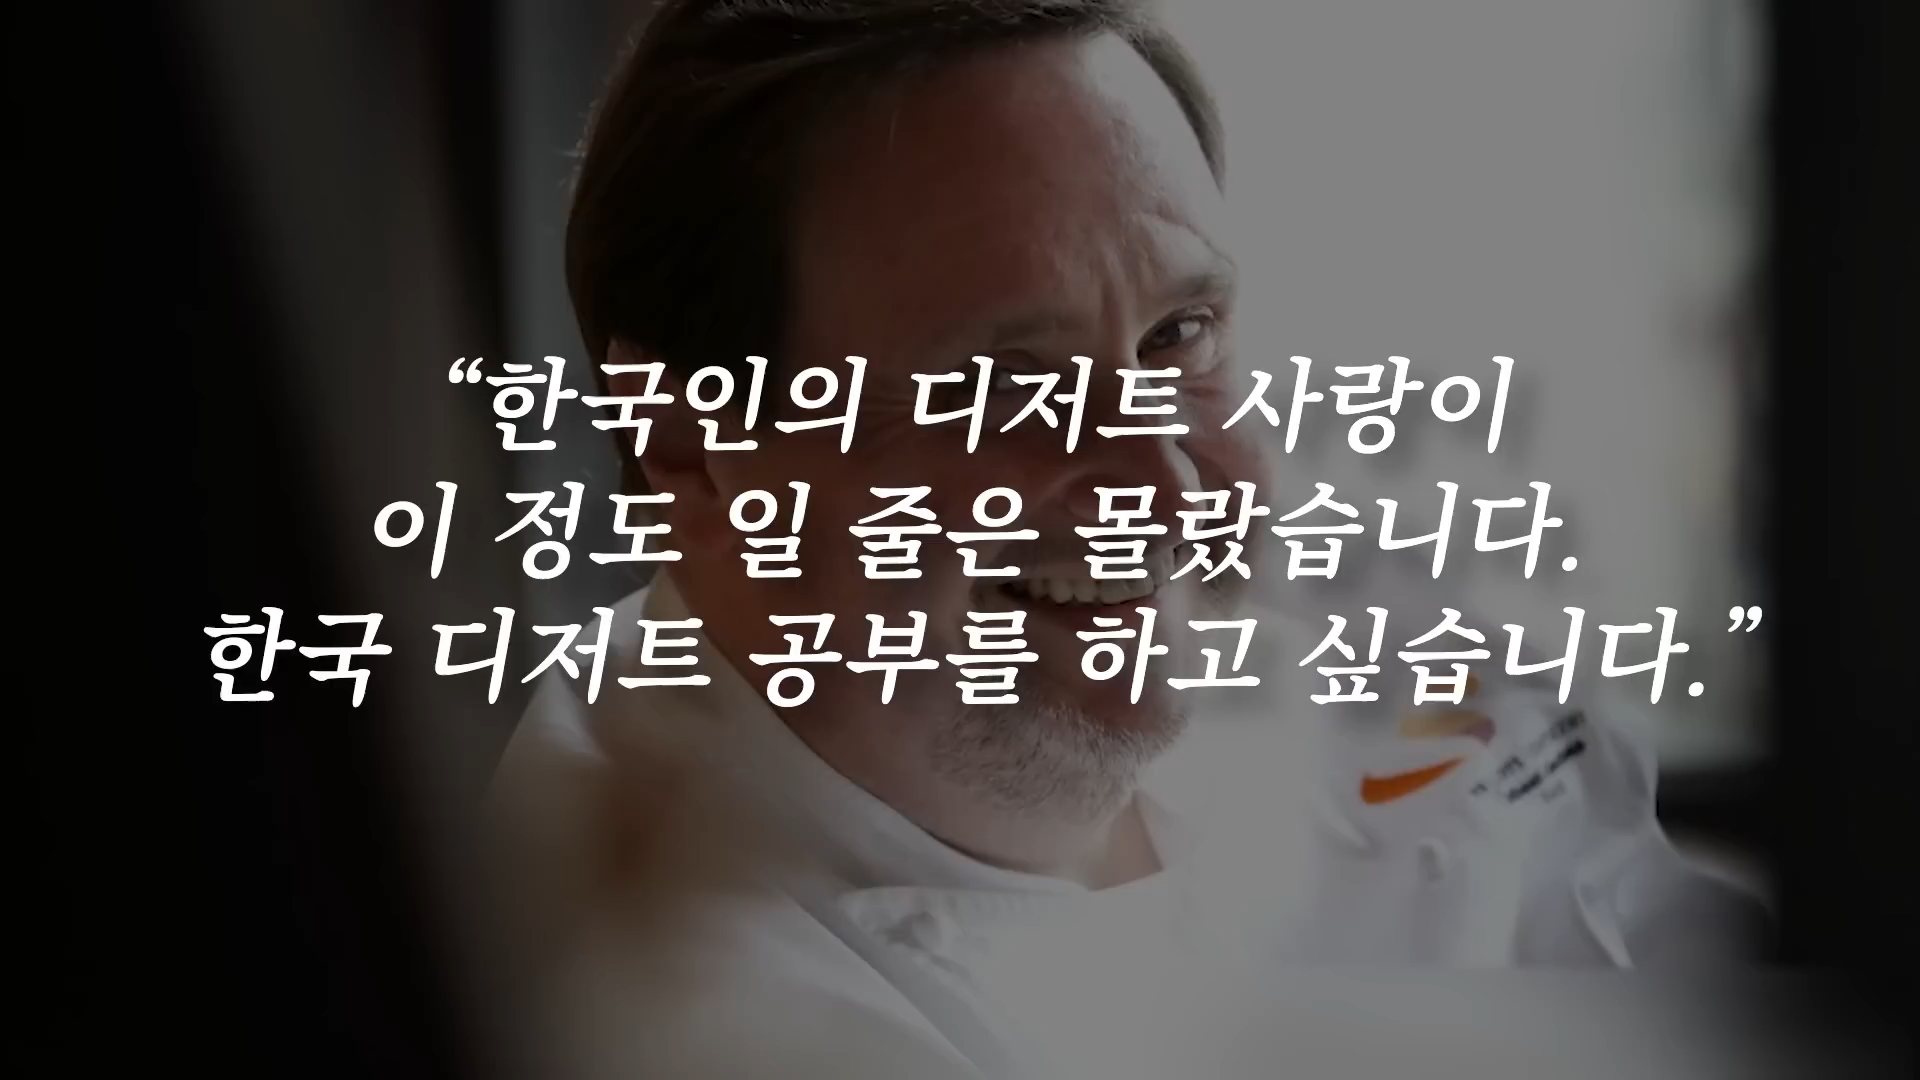 “한국인의 디저트 사랑이
이 정도 일 줄은 몰랐습니다.
한국 디저트 공부를 하고 싶습니다.”